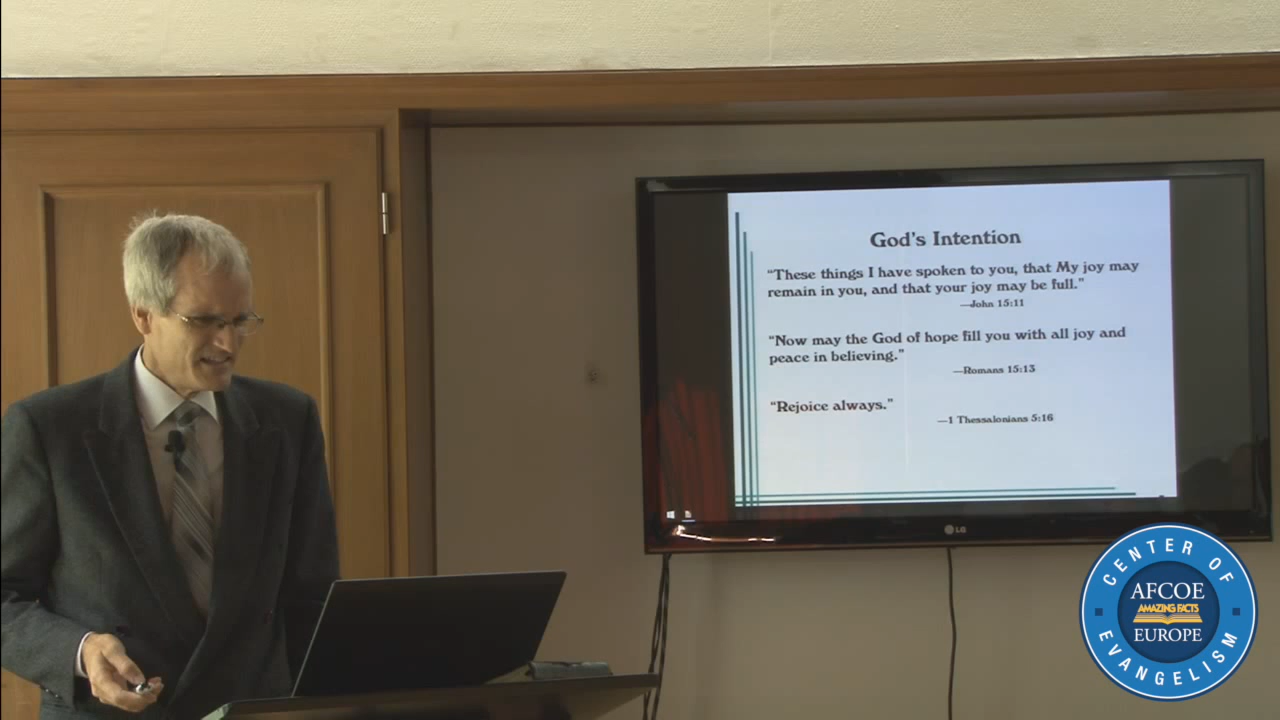 God's Intention
"These things I have spoken to you, that My joy may
remain in you, and that your joy may be full."
—John 15:11
"Now may the God of hope fill you with all joy and
peace in believing."
—Romans 15:13
"Rejoice always."
—1 Thessalonians 5:16
LG
CENTER OF
AFCOE
AMAZING FACTS
EUROPE
EVANGELISM